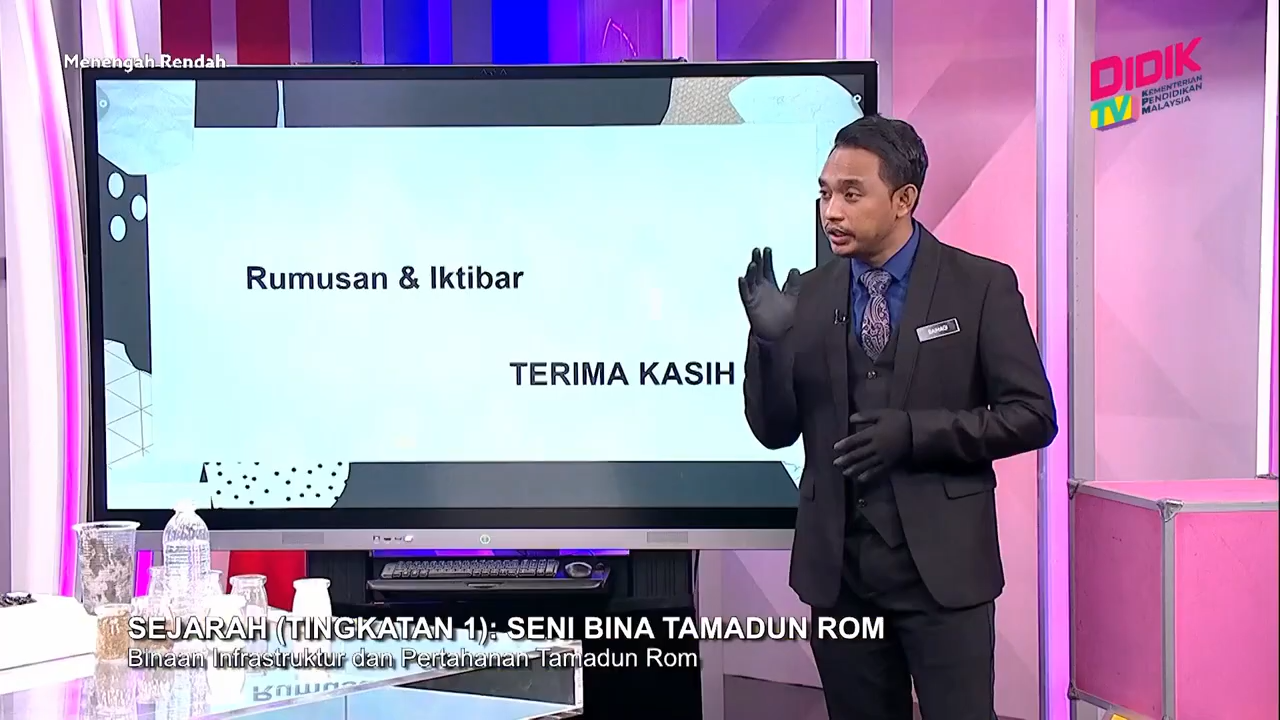 Menengah Rendah
DIDIK
TV
KEMENTERIAN
PENDIDIKAN
MALAYSIA
Rumusan & Iktibar
TERIMA KASIH
SEJARAH (TINGKATAN 1): SENI BINA TAMADUN ROM
Binaan Infrastruktur dan Pertahanan Tamadun Rom